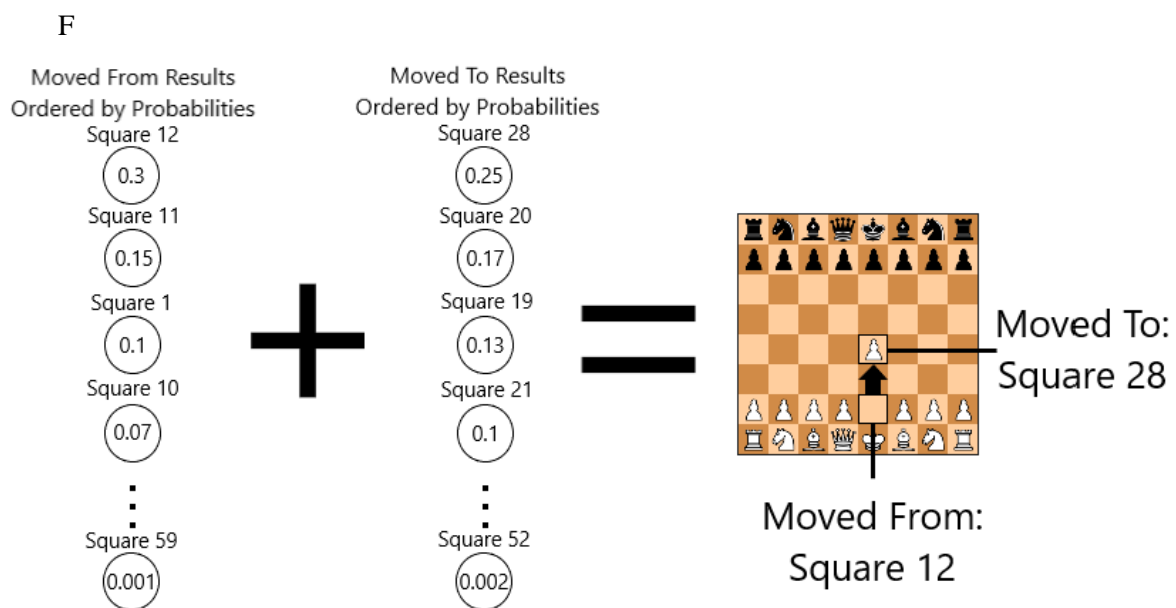 F
Moved From Results
Ordered by Probabilities
Square 12
0.3
Square 11
0.15
Square 1
0.1
Square 10
0.07
Square 59
0.001
Moved To Results
Ordered by Probabilities
Square 28
0.25
Square 20
0.17
Square 19
0.13
Square 21
0.1
Square 52
0.002
Moved To:
Square 28
Moved From:
Square 12